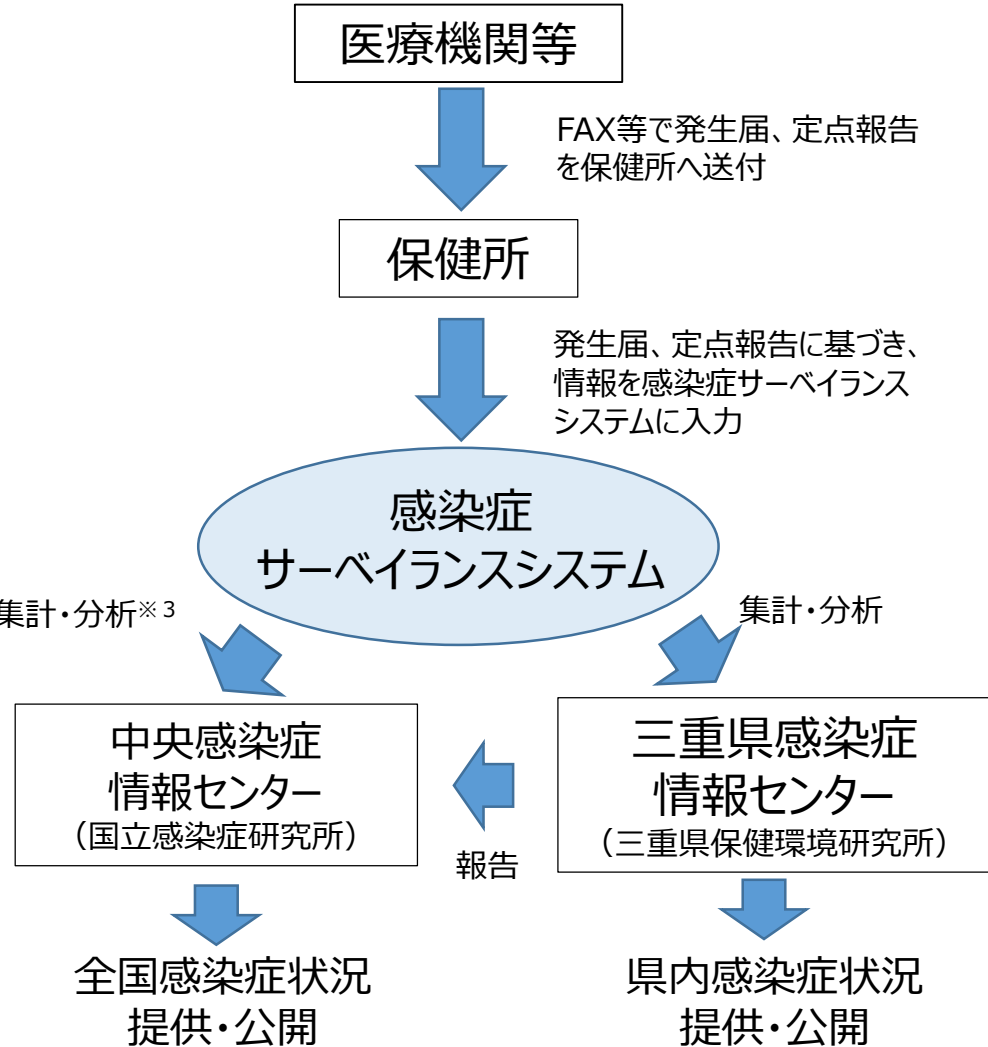 医療機関等
FAX等で発生届、定点報告
を保健所へ送付
保健所
発生届、定点報告に基づき、
情報を感染症サーベイランス
システムに入力
感染症
サーベイランスシステム
集計・分析※3
集計・分析
中央感染症
情報センター
（国立感染症研究所）
報告
三重県感染症
情報センター
（三重県保健環境研究所）
全国感染症状況
提供・公開
県内感染症状況
提供・公開